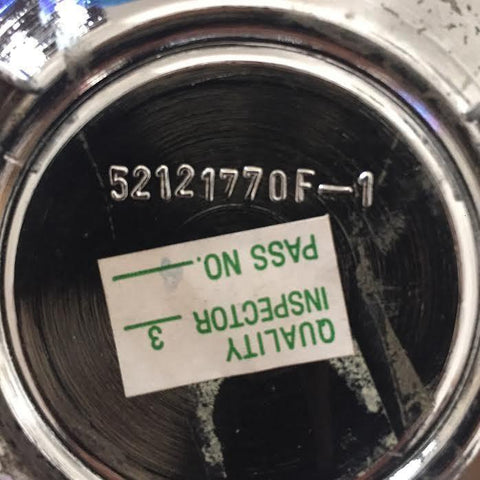 52121770F-1
QUALITY
INSPECTOR 3
PASS NO.